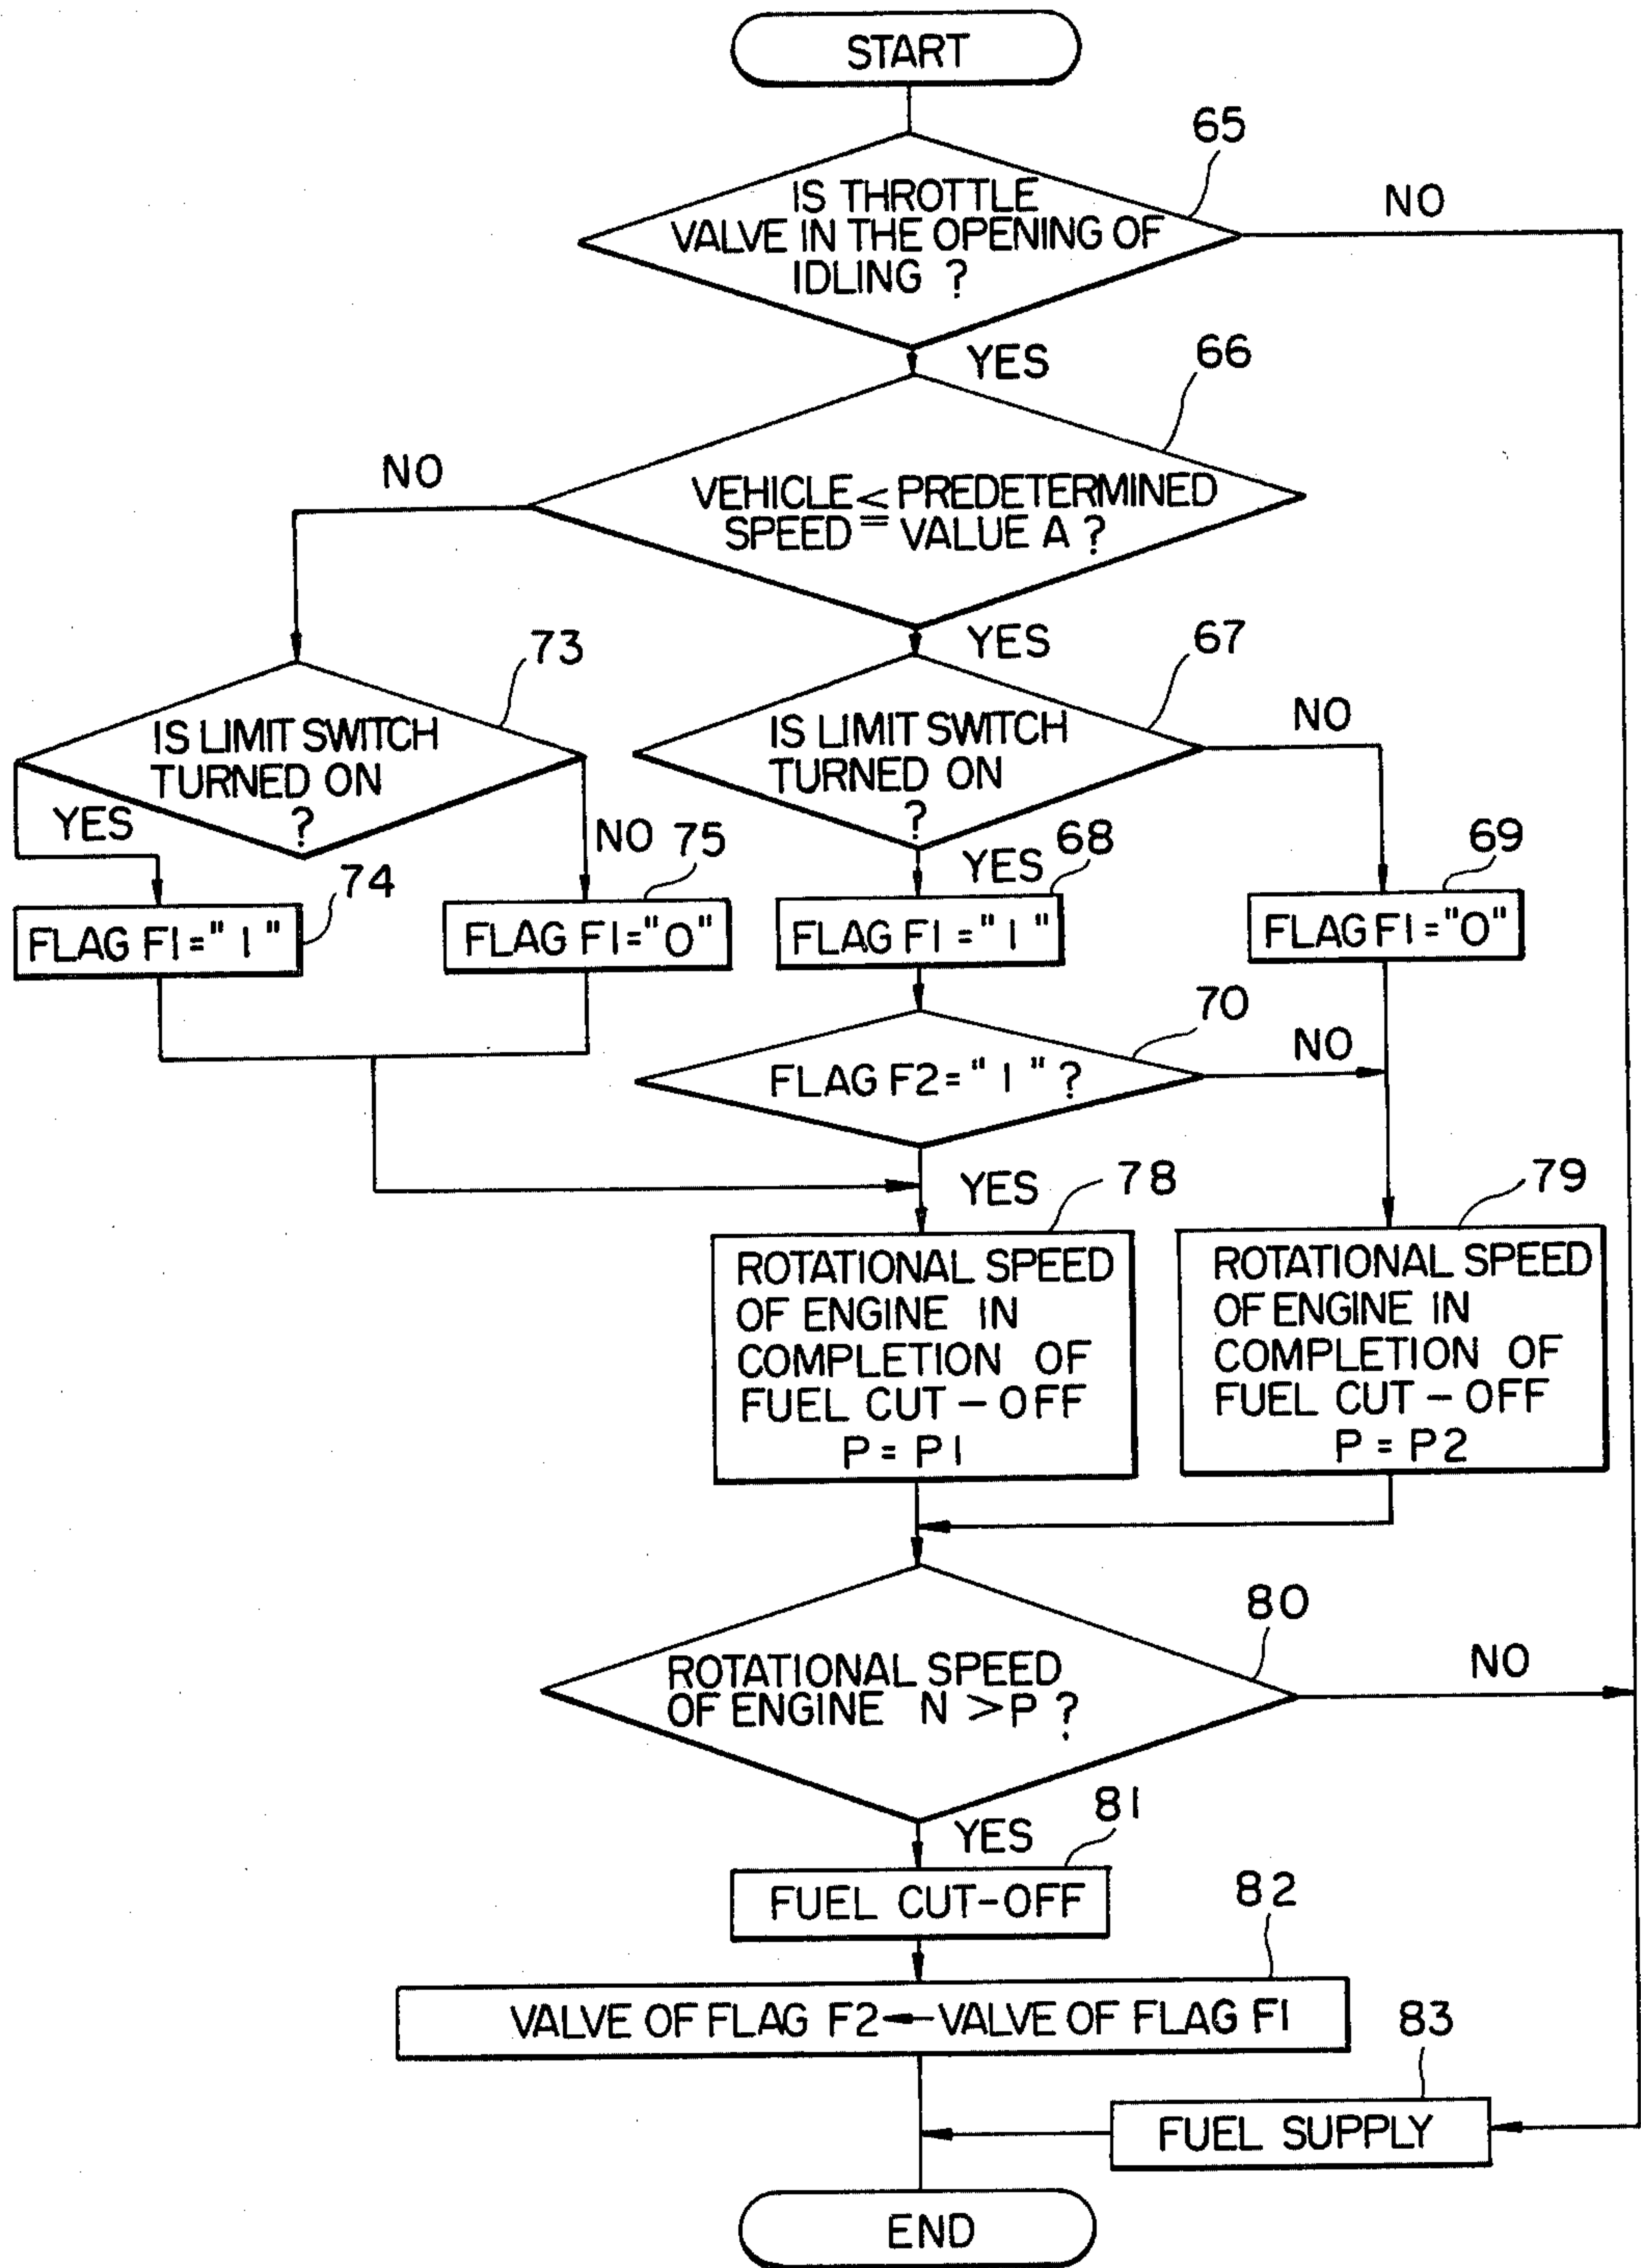 START
65
IS THROTTLE
VALVE IN THE OPENING OF
IDLING ?
NO
YES
66
VEHICLE ≦ PREDETERMINED
SPEED VALUE A ?
NO
YES
73
67
IS LIMIT SWITCH
TURNED ON
?
IS LIMIT SWITCH
TURNED ON
?
NO
YES
NO
75
74
YES
68
69
FLAG F1 = "1"
FLAG F1 = "0"
FLAG F1 = "1"
FLAG F1 = "0"
70
NO
FLAG F2 = "1" ?
YES
78
79
ROTATIONAL SPEED
OF ENGINE IN
COMPLETION OF
FUEL CUT-OFF
P = P1
ROTATIONAL SPEED
OF ENGINE IN
COMPLETION OF
FUEL CUT-OFF
P = P2
80
ROTATIONAL SPEED
OF ENGINE N > P ?
NO
YES
81
FUEL CUT-OFF
82
VALVE OF FLAG F2 ← VALVE OF FLAG F1
83
FUEL SUPPLY
END